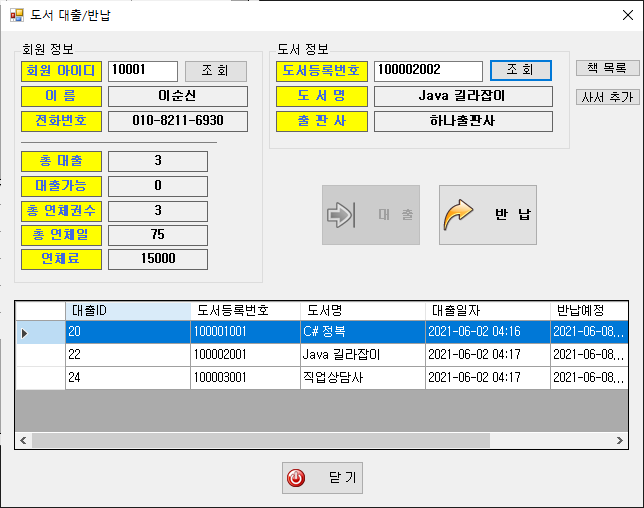 도서 대출/반납
회원 정보
회원 아이디 10001 조 회
이 름 이순신
전화번호 010-8211-6930
총 대출 3
대출가능 0
총 연체권수 3
총 연체일 75
연체료 15000
도서 정보
도서등록번호 100002002 조 회
도 서 명 Java 길라잡이
출 판 사 하나출판사
책 목록
사서 추가
대 출
반 납
대출ID 도서등록번호 도서명 대출일자 반납예정
20 100001001 C# 정복 2021-06-02 04:16 2021-06-08,...
22 100002001 Java 길라잡이 2021-06-02 04:17 2021-06-08,...
24 100003001 직업상담사 2021-06-02 04:17 2021-06-08,...
닫 기